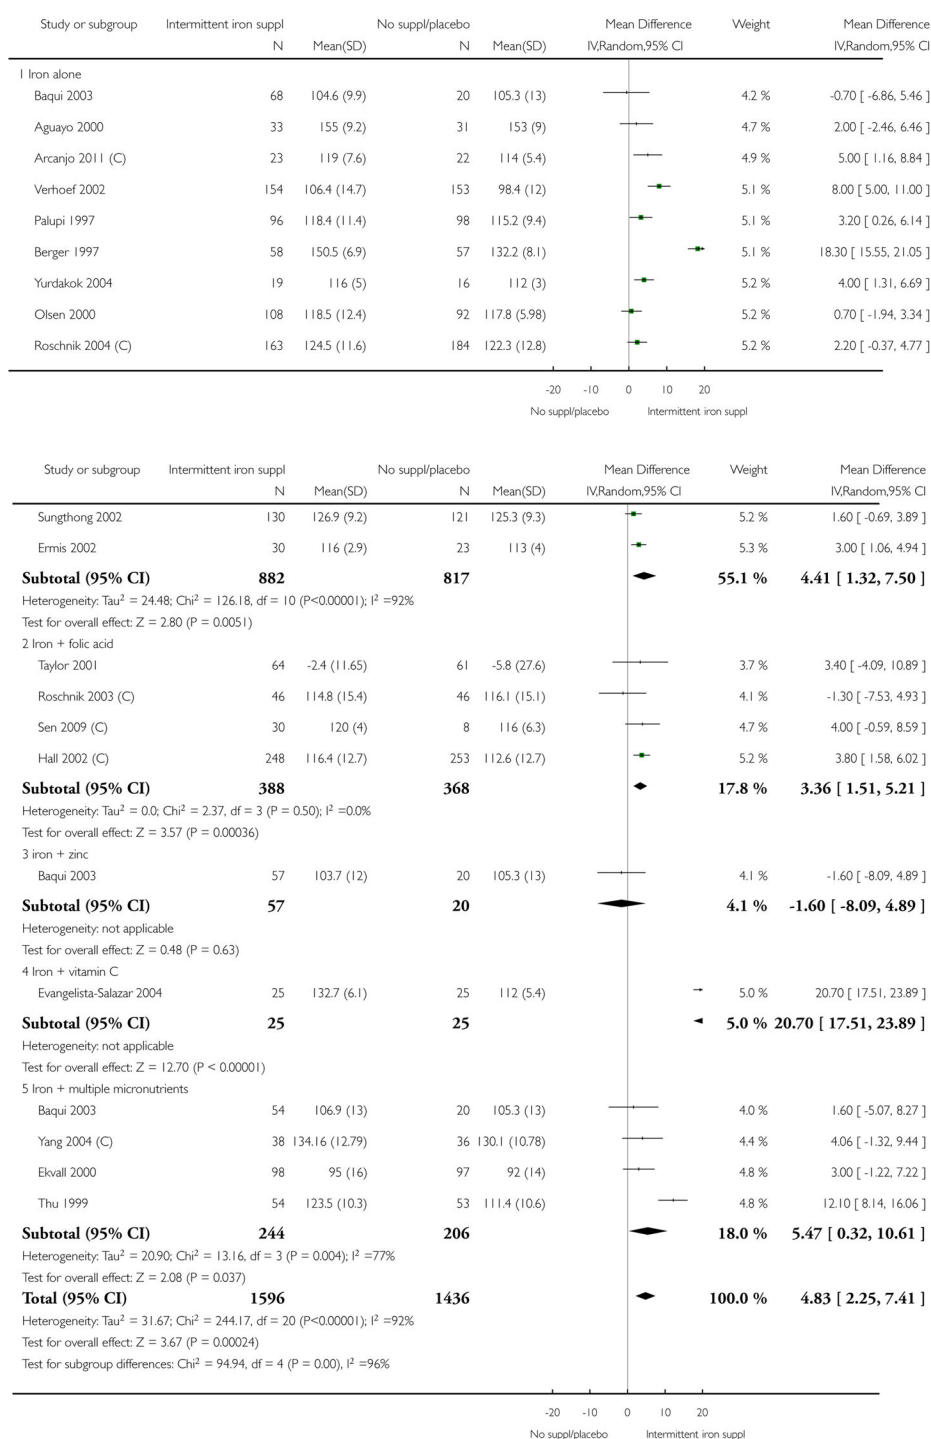 Study or subgroup Intermittent iron suppl No suppl/placebo Mean Difference Weight Mean Difference
N Mean(SD) N Mean(SD) IV,Random,95% CI IV,Random,95% CI
1 Iron alone
Baqui 2003 68 104.6 (9.9) 20 105.3 (13) 4.2 % -0.70 [ -6.86, 5.46 ]
Aguayo 2000 33 155 (9.2) 31 153 (9) 4.7 % 2.00 [ -2.46, 6.46 ]
Arcanjo 2011 (C) 23 119 (7.6) 22 114 (5.4) 4.9 % 5.00 [ 1.16, 8.84 ]
Verhoef 2002 154 106.4 (14.7) 153 98.4 (12) 5.1 % 8.00 [ 5.00, 11.00 ]
Palupi 1997 96 118.4 (11.4) 98 115.2 (9.4) 5.1 % 3.20 [ 0.26, 6.14 ]
Berger 1997 58 150.5 (6.9) 57 132.2 (8.1) 5.1 % 18.30 [ 15.55, 21.05 ]
Yurdakok 2004 19 116 (5) 16 112 (3) 5.2 % 4.00 [ 1.31, 6.69 ]
Olsen 2000 108 118.5 (12.4) 92 117.8 (5.98) 5.2 % 0.70 [ -1.94, 3.34 ]
Roschnik 2004 (C) 163 124.5 (11.6) 184 122.3 (12.8) 5.2 % 2.20 [ -0.37, 4.77 ]
-20 -10 0 10 20
No suppl/placebo Intermittent iron suppl
Study or subgroup Intermittent iron suppl No suppl/placebo Mean Difference Weight Mean Difference
N Mean(SD) N Mean(SD) IV,Random,95% CI IV,Random,95% CI
Sungthong 2002 130 126.9 (9.2) 121 125.3 (9.3) 5.2 % 1.60 [ -0.69, 3.89 ]
Ermis 2002 30 116 (2.9) 23 113 (4) 5.3 % 3.00 [ 1.06, 4.94 ]
Subtotal (95% CI) 882 817 55.1 % 4.41 [ 1.32, 7.50 ]
Heterogeneity: Tau² = 24.48; Chi² = 126.18, df = 10 (P<0.00001); I² =92%
Test for overall effect: Z = 2.80 (P = 0.0051)
2 Iron + folic acid
Taylor 2001 64 -2.4 (11.65) 61 -5.8 (27.6) 3.7 % 3.40 [ -4.09, 10.89 ]
Roschnik 2003 (C) 46 114.8 (15.4) 46 116.1 (15.1) 4.1 % -1.30 [ -7.53, 4.93 ]
Sen 2009 (C) 30 120 (4) 8 116 (6.3) 4.7 % 4.00 [ -0.59, 8.59 ]
Hall 2002 (C) 248 116.4 (12.7) 253 112.6 (12.7) 5.2 % 3.80 [ 1.58, 6.02 ]
Subtotal (95% CI) 388 368 17.8 % 3.36 [ 1.51, 5.21 ]
Heterogeneity: Tau² = 0.0; Chi² = 2.37, df = 3 (P = 0.50); I² =0.0%
Test for overall effect: Z = 3.57 (P = 0.00036)
3 iron + zinc
Baqui 2003 57 103.7 (12) 20 105.3 (13) 4.1 % -1.60 [ -8.09, 4.89 ]
Subtotal (95% CI) 57 20 4.1 % -1.60 [ -8.09, 4.89 ]
Heterogeneity: not applicable
Test for overall effect: Z = 0.48 (P = 0.63)
4 Iron + vitamin C
Evangelista-Salazar 2004 25 132.7 (6.1) 25 112 (5.4) 5.0 % 20.70 [ 17.51, 23.89 ]
Subtotal (95% CI) 25 25 5.0 % 20.70 [ 17.51, 23.89 ]
Heterogeneity: not applicable
Test for overall effect: Z = 12.70 (P < 0.00001)
5 Iron + multiple micronutrients
Baqui 2003 54 106.9 (13) 20 105.3 (13) 4.0 % 1.60 [ -5.07, 8.27 ]
Yang 2004 (C) 38 134.16 (12.79) 36 130.1 (10.78) 4.4 % 4.06 [ -1.32, 9.44 ]
Ekvall 2000 98 95 (16) 97 92 (14) 4.8 % 3.00 [ -1.22, 7.22 ]
Thu 1999 54 123.5 (10.3) 53 111.4 (10.6) 4.8 % 12.10 [ 8.14, 16.06 ]
Subtotal (95% CI) 244 206 18.0 % 5.47 [ 0.32, 10.61 ]
Heterogeneity: Tau² = 20.90; Chi² = 13.16, df = 3 (P = 0.004); I² =77%
Test for overall effect: Z = 2.08 (P = 0.037)
Total (95% CI) 1596 1436 100.0 % 4.83 [ 2.25, 7.41 ]
Heterogeneity: Tau² = 31.67; Chi² = 244.17, df = 20 (P<0.00001); I² =92%
Test for overall effect: Z = 3.67 (P = 0.00024)
Test for subgroup differences: Chi² = 94.94, df = 4 (P = 0.00), I² =96%
-20 -10 0 10 20
No suppl/placebo Intermittent iron suppl